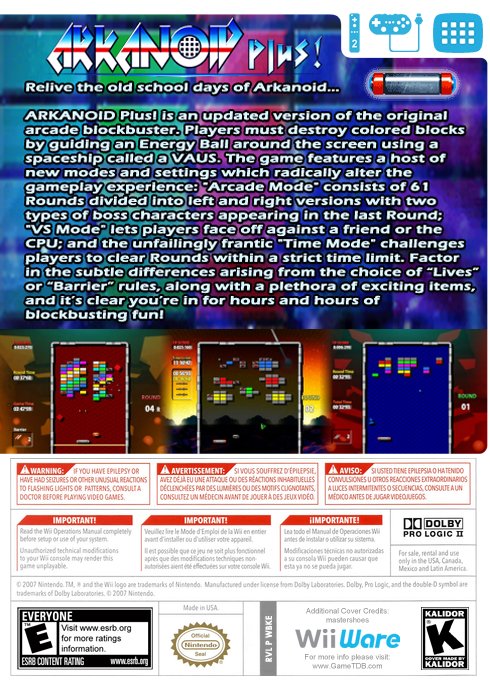 ARKANOID Plus!
2
Relive the old school days of Arkanoid...
ARKANOID Plus! is an updated version of the original
arcade blockbuster. Players must destroy colored blocks
by guiding an Energy Ball around the screen using a
spaceship called a VAUS. The game features a host of
new modes and settings which radically alter the
gameplay experience: "Arcade Mode" consists of 61
Rounds divided into left and right versions with two
types of boss characters appearing in the last Round;
"VS Mode" lets players face off against a friend or the
CPU; and the unfailingly frantic "Time Mode" challenges
players to clear Rounds within a strict time limit. Factor
in the subtle differences arising from the choice of “Lives”
or “Barrier” rules, along with a plethora of exciting items,
and it's clear you're in for hours and hours of
blockbusting fun!
Round Time
Game Time
Barrier
ROUND
04
ROUND
01
WARNING: IF YOU HAVE EPILEPSY OR
HAVE HAD SEIZURES OR OTHER UNUSUAL REACTIONS
TO FLASHING LIGHTS OR PATTERNS, CONSULT A
DOCTOR BEFORE PLAYING VIDEO GAMES.
AVERTISSEMENT: SI VOUS SOUFFREZ D'ÉPILEPSIE,
AVEZ DÉJÀ EU UNE ATTAQUE OU DES RÉACTIONS INHABITUELLES
DÉCLENCHÉES PAR DES LUMIÈRES OU DES MOTIFS CLIGNOTANTS,
CONSULTEZ UN MÉDECIN AVANT DE JOUER À DES JEUX VIDÉO.
AVISO: SI USTED TIENE EPILEPSIA O HA TENIDO
CONVULSIONES U OTROS REACCIONES EXTRAORDINARIOS
A LUCES INTERMITENTES O SECUENCIAS, CONSULTE A UN
MÉDICO ANTES DE JUGAR VIDEOJUEGOS.
IMPORTANT!
Read the Wii Operations Manual completely
before setup or use of your system.
Unauthorized technical modifications
to your Wii console may render this
game unplayable.
IMPORTANT!
Veuillez lire le Mode d'Emploi de la Wii en entier
avant d'installer ou d'utiliser votre appareil.
Il est possible que ce jeu ne soit plus fonctionnel
après que des modifications techniques non-
autorisées aient été effectuées sur votre console Wii.
¡IMPORTANT!
Lea todo el Manual de Operaciones Wii
antes de instalar o utilizar su sistema.
Modificaciones técnicas no autorizadas
a su consola Wii pueden causar que
esta ya no se pueda jugar.
DOLBY
PRO LOGIC II
For sale, rental and use
only in the USA, Canada,
Mexico and Latin America.
© 2007 Nintendo. TM, ® and the Wii logo are trademarks of Nintendo. Manufactured under license from Dolby Laboratories. Dolby, Pro Logic, and the double-D symbol are
trademarks of Dolby Laboratories. © 2007 Nintendo.
EVERYONE
E
Visit www.esrb.org
for more ratings
information.
ESRB CONTENT RATING www.esrb.org
Made in USA.
Official
Nintendo
Seal
RVL P WBKE
Additional Cover Credits:
mastershoes
WiiWare
For more info please visit:
www.GameTDB.com
KALIDOR
K
COVER MADE BY
KALIDOR